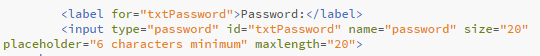 <label for="txtPassword">Password:</label>
<input type="password" id="txtPassword" name="password" size="20"
placeholder="6 characters minimum" maxlength="20">